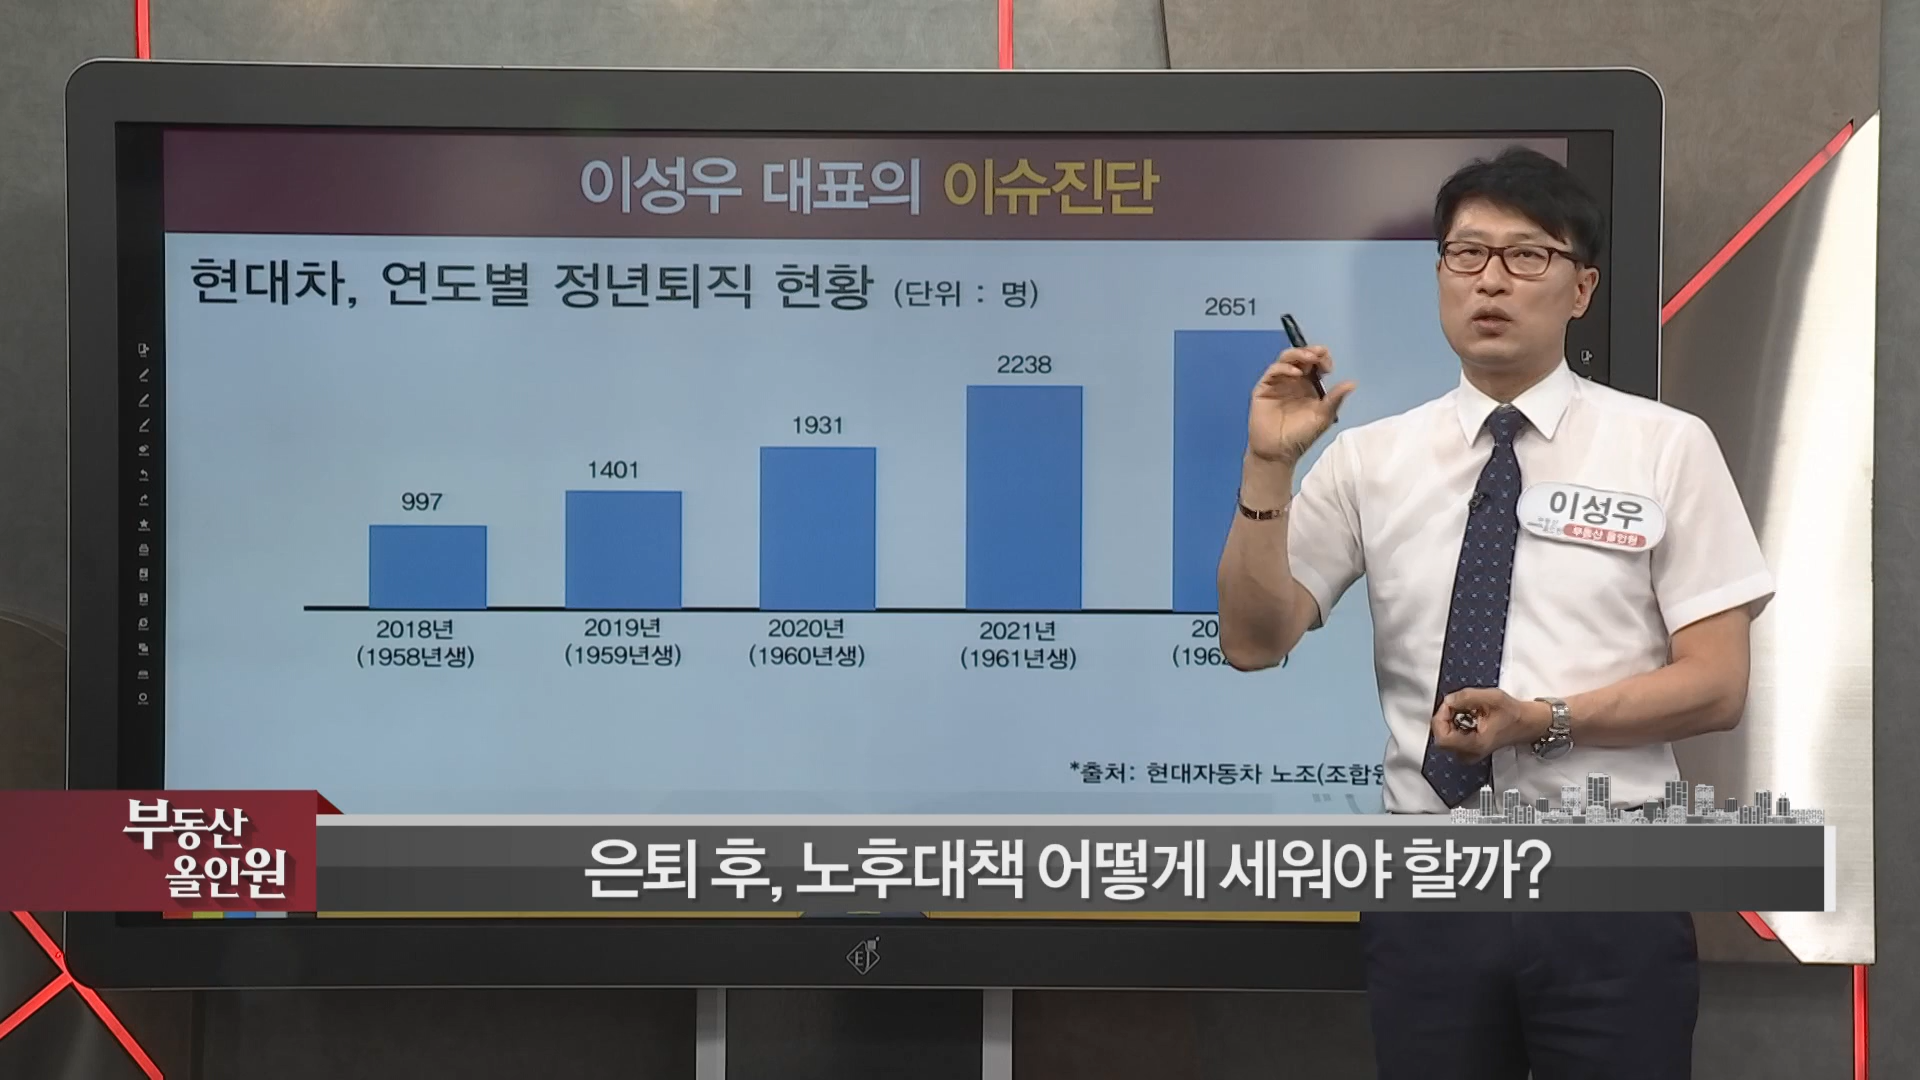 이성우 대표의 이슈진단
현대차, 연도별 정년퇴직 현황 (단위 : 명)
997
1401
1931
2238
2651
2018년
(1958년생)
2019년
(1959년생)
2020년
(1960년생)
2021년
(1961년생)
20
(1962
*출처: 현대자동차 노조(조합원
이성우
부동산 올인원
부동산
올인원
은퇴 후, 노후대책 어떻게 세워야 할까?